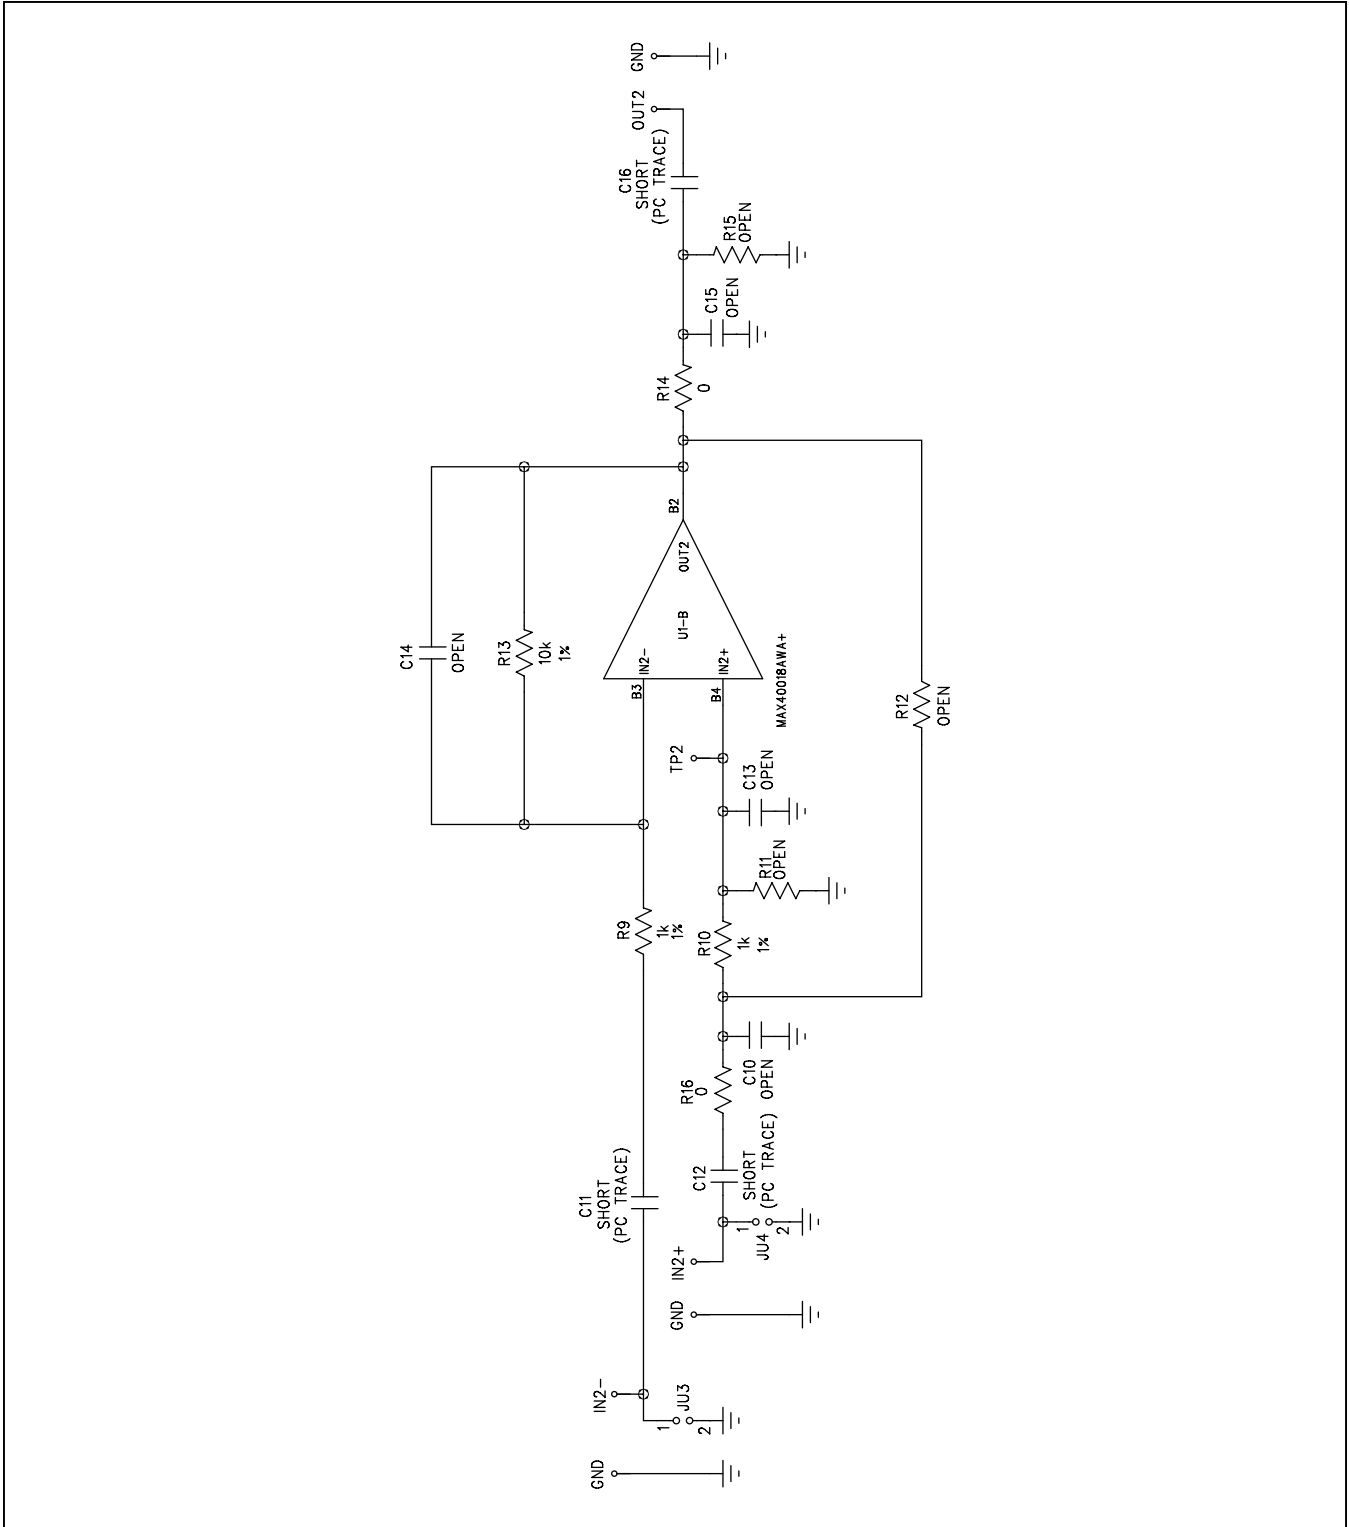 GND
OUT2
C16
SHORT
(PC TRACE)
R15
OPEN
C15
OPEN
R14
0
B2
OUT2
U1-B
IN2-
IN2+
B3
B4
MAX40018AWA+
C14
OPEN
R13
10k
1%
R12
OPEN
TP2
C13
OPEN
R11
OPEN
R9
1k
1%
R10
1k
1%
C10
OPEN
R16
0
C12
SHORT
(PC TRACE)
C11
SHORT
(PC TRACE)
1
2
JU4
IN2+
GND
IN2-
JU3
1
2
GND